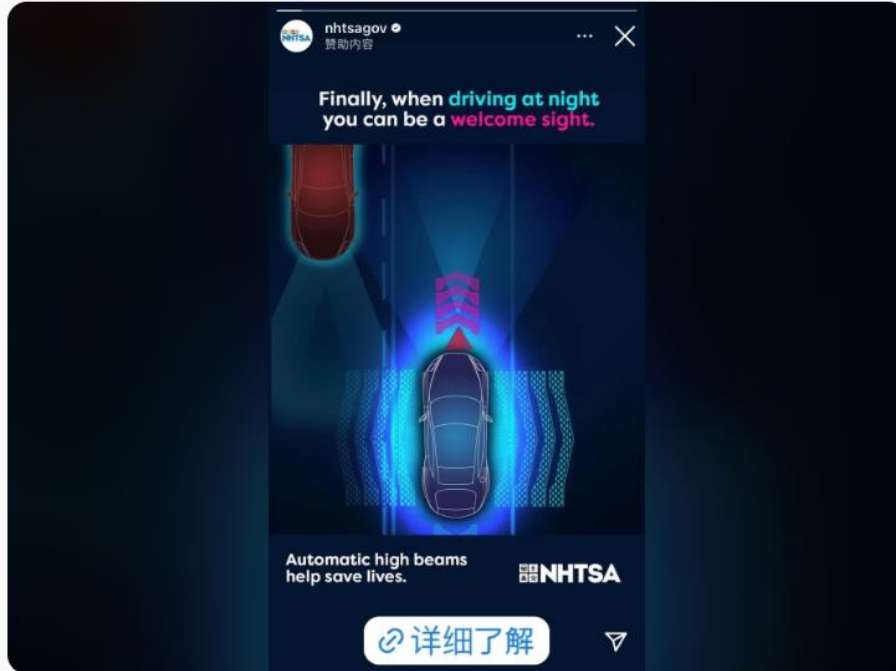 nhtsagov
赞助内容
Finally, when driving at night
you can be a welcome sight.
Automatic high beams
help save lives.
NHTSA
详细了解